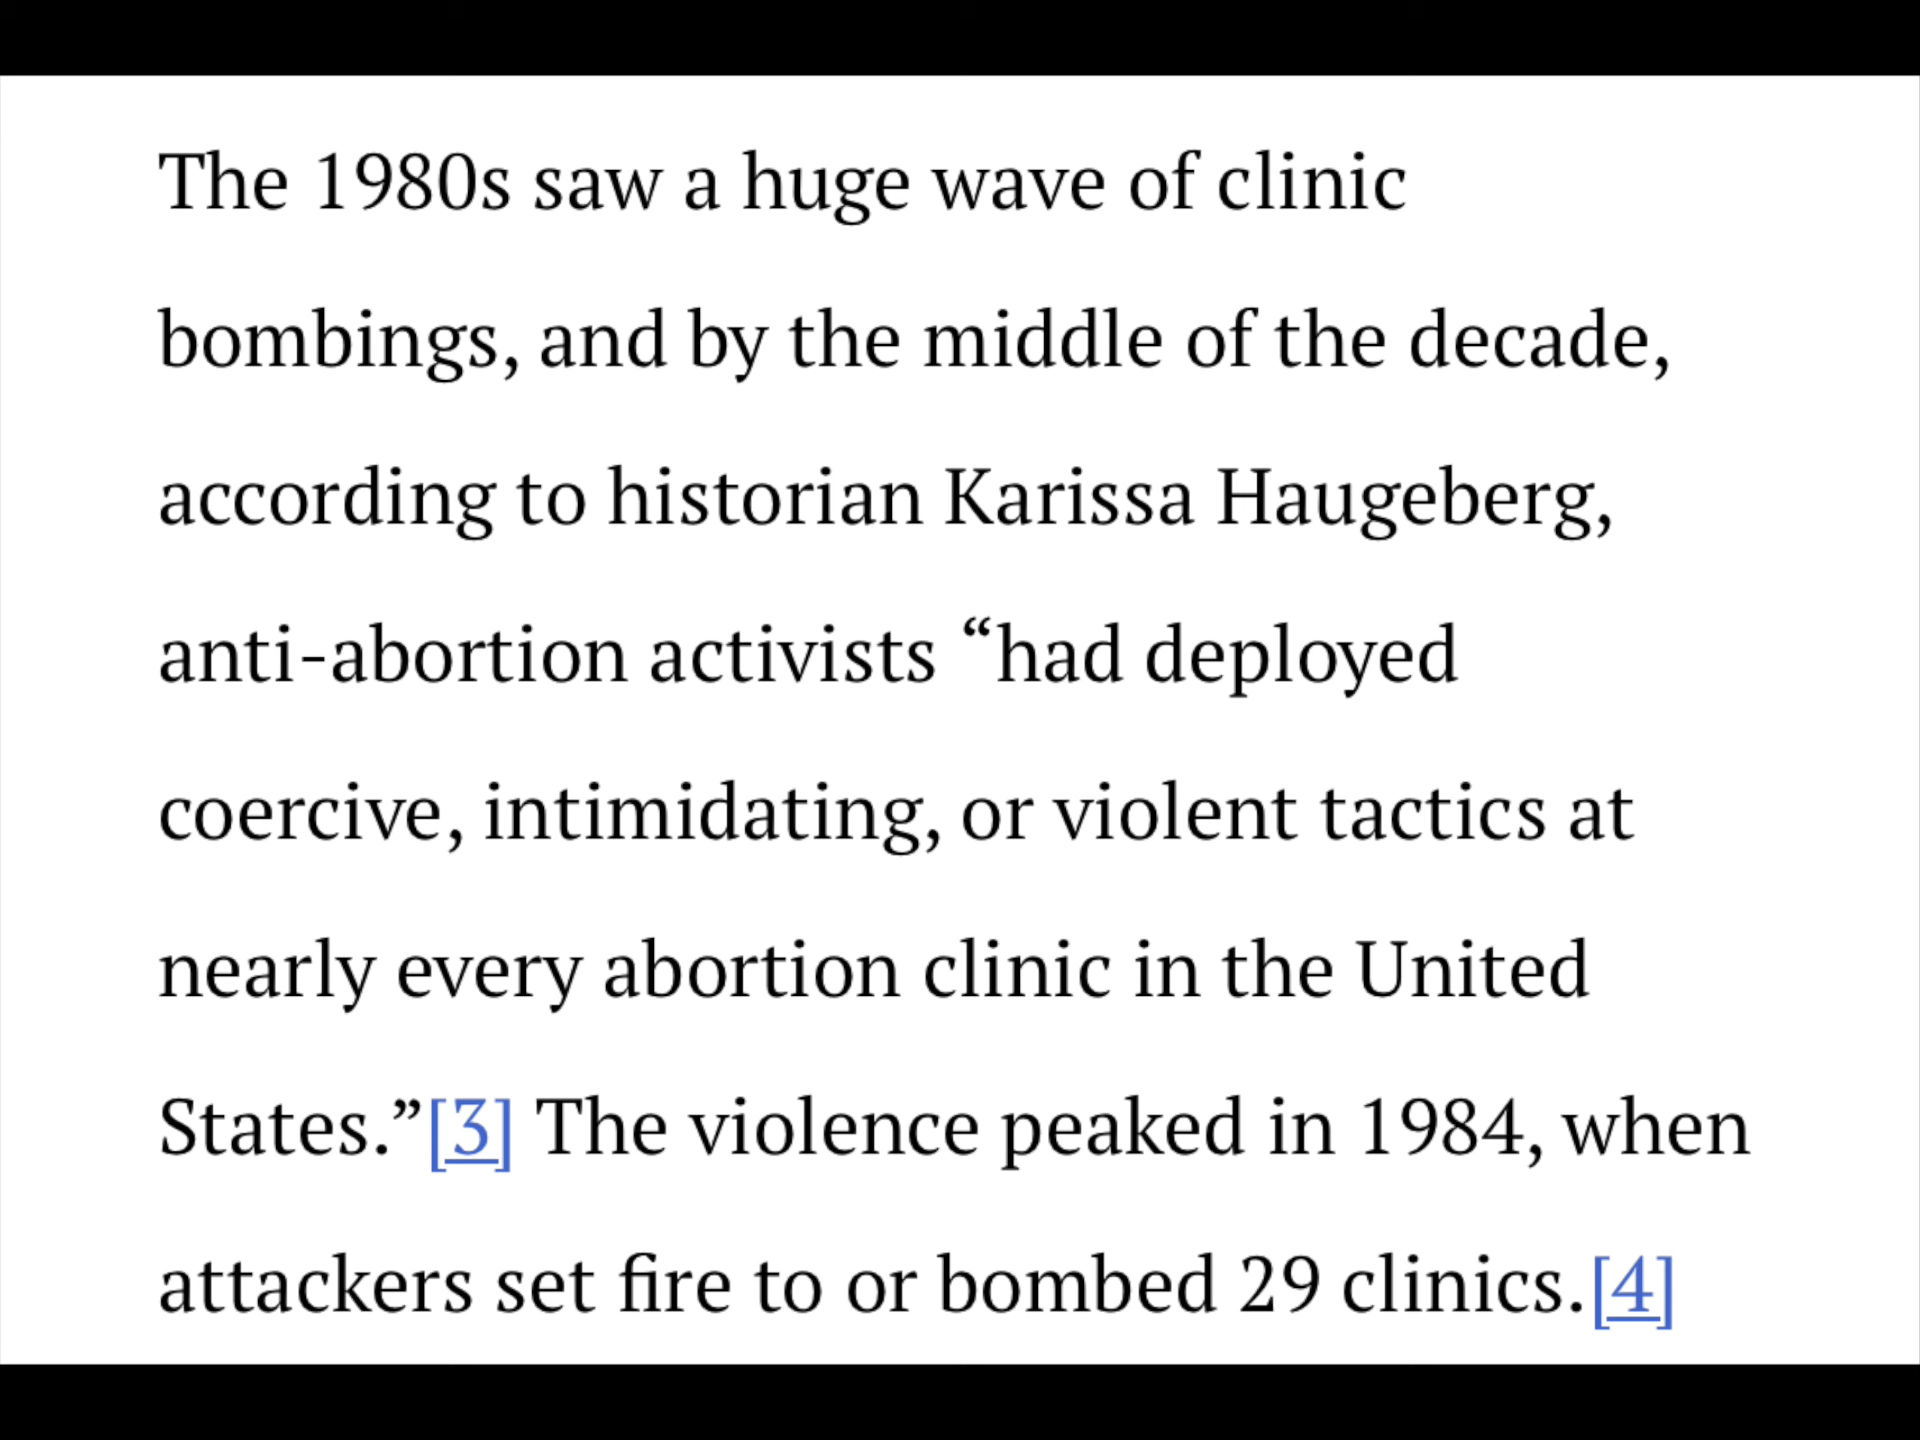 The 1980s saw a huge wave of clinic
bombings, and by the middle of the decade,
according to historian Karissa Haugeberg,
anti-abortion activists “had deployed
coercive, intimidating, or violent tactics at
nearly every abortion clinic in the United
States.”[3] The violence peaked in 1984, when
attackers set fire to or bombed 29 clinics.[4]